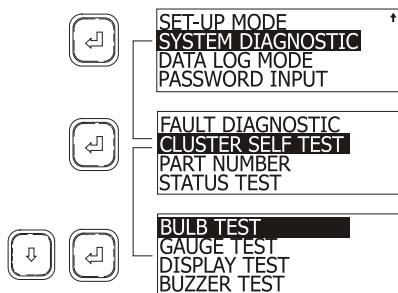 SET-UP MODE
SYSTEM DIAGNOSTIC
DATA LOG MODE
PASSWORD INPUT
FAULT DIAGNOSTIC
CLUSTER SELF TEST
PART NUMBER
STATUS TEST
BULB TEST
GAUGE TEST
DISPLAY TEST
BUZZER TEST